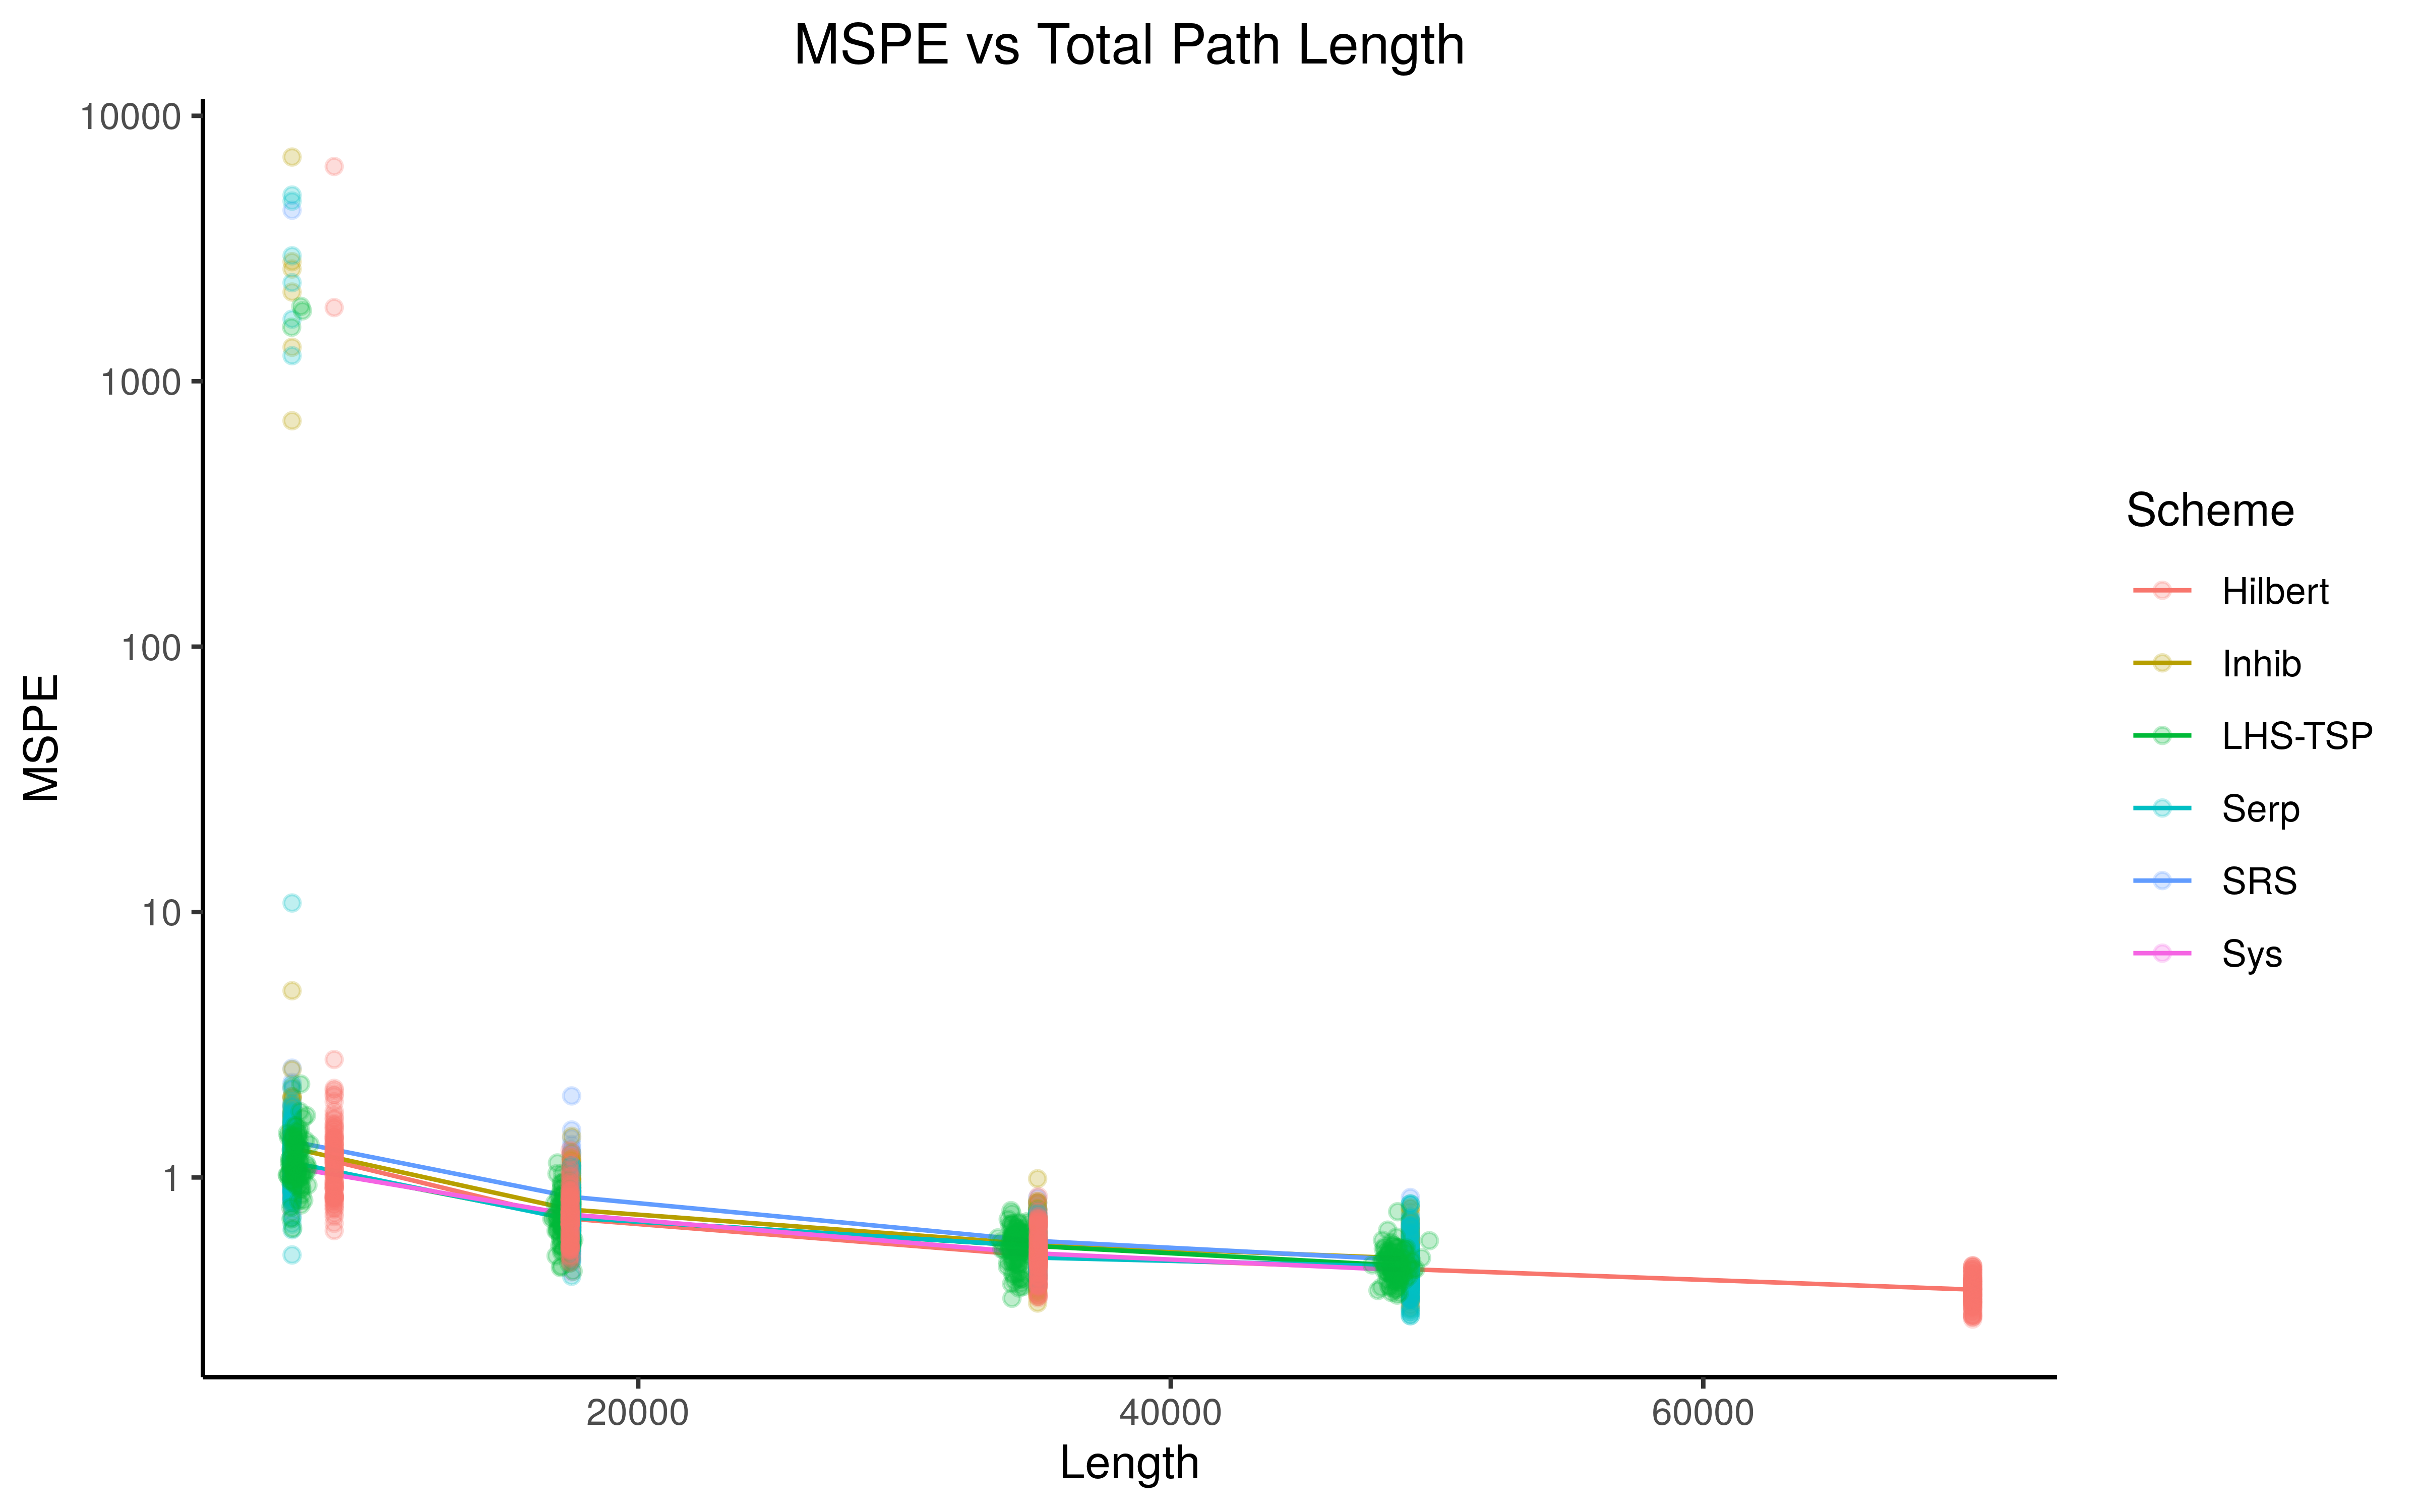 MSPE vs Total Path Length
10000
1000
100
10
1
MSPE
20000
40000
60000
Length
Scheme
Hilbert
Inhib
LHS-TSP
Serp
SRS
Sys